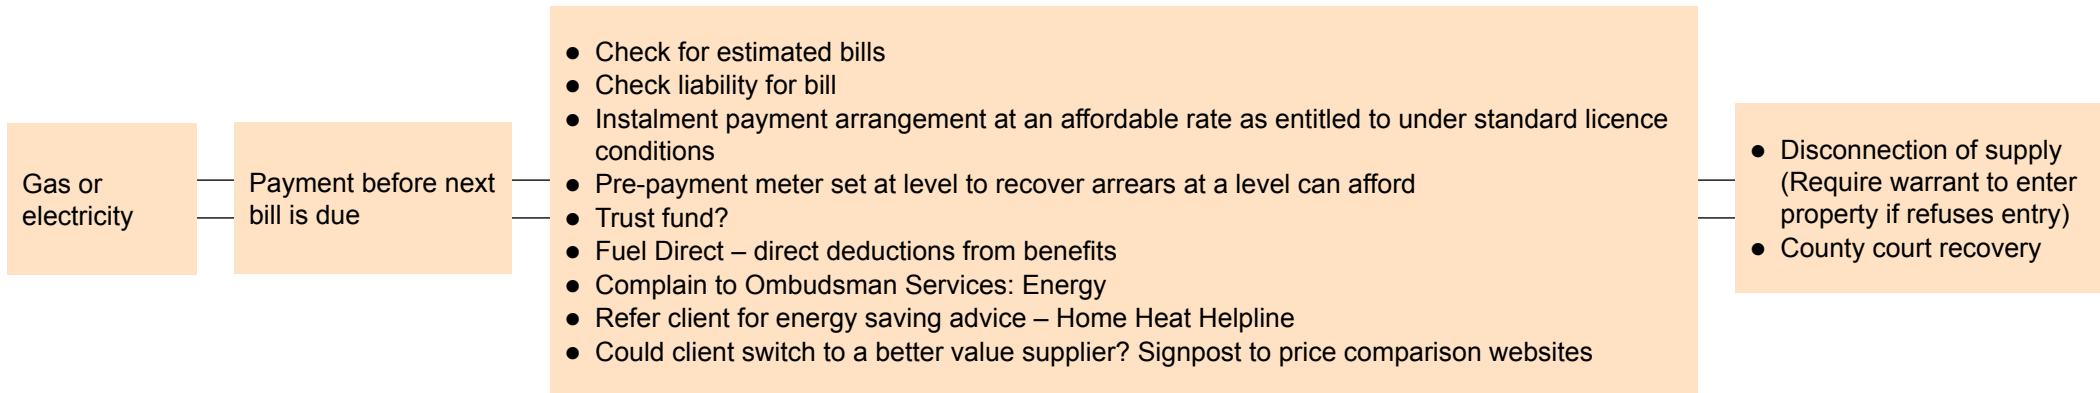 Gas or
electricity
Payment before next
bill is due
● Check for estimated bills
● Check liability for bill
● Instalment payment arrangement at an affordable rate as entitled to under standard licence
conditions
● Pre-payment meter set at level to recover arrears at a level can afford
● Trust fund?
● Fuel Direct – direct deductions from benefits
● Complain to Ombudsman Services: Energy
● Refer client for energy saving advice – Home Heat Helpline
● Could client switch to a better value supplier? Signpost to price comparison websites
● Disconnection of supply
(Require warrant to enter
property if refuses entry)
● County court recovery